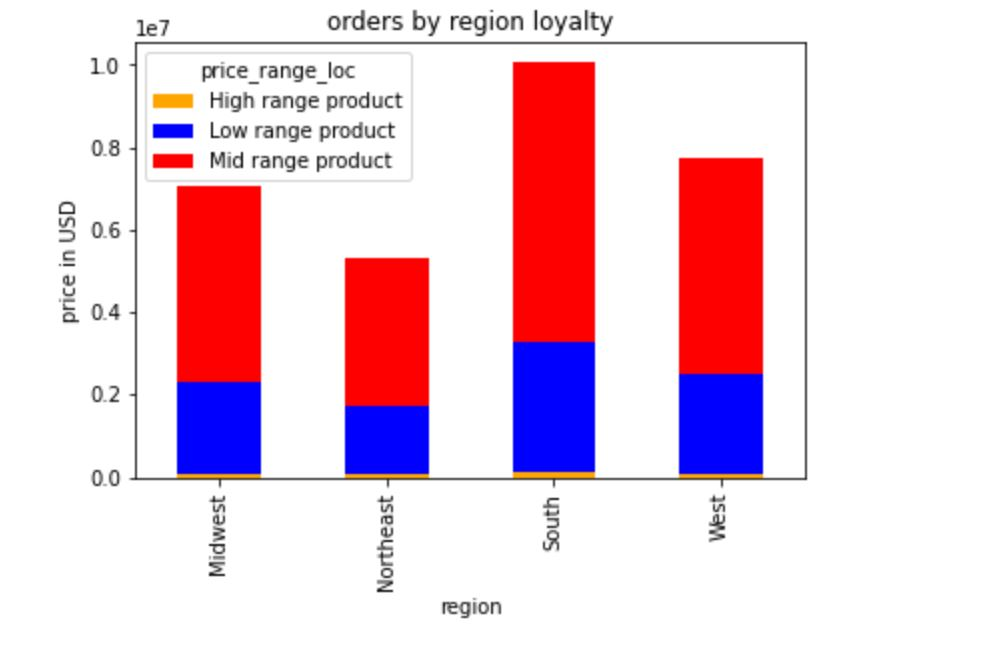 orders by region loyalty
1e7
price_range_loc
High range product
Low range product
Mid range product
1.0
0.8
0.6
0.4
0.2
0.0
price in USD
Midwest
Northeast
South
West
region